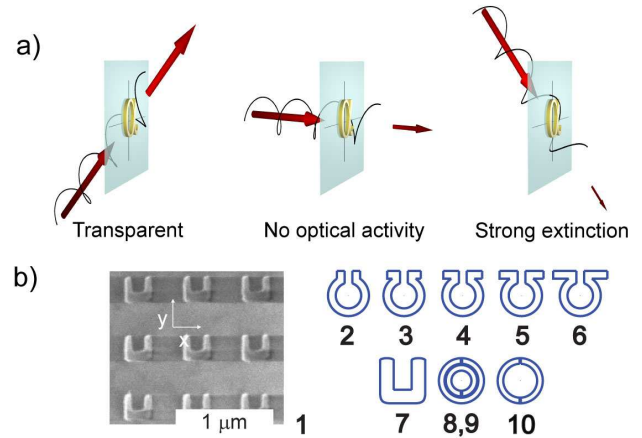 a)
Transparent
No optical activity
Strong extinction
b)
y
x
1 μm
1
2
3
4
5
6
7
8,9
10